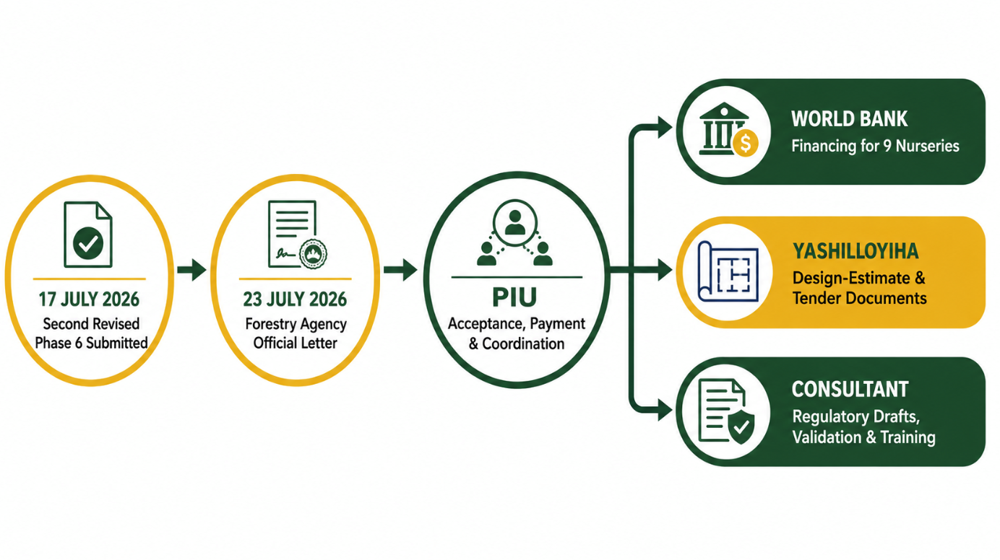 17 JULY 2026
Second Revised
Phase 6 Submitted
23 JULY 2026
Forestry Agency
Official Letter
PIU
Acceptance, Payment
& Coordination
WORLD BANK
Financing for 9 Nurseries
$
YASHILLOYIHA
Design-Estimate &
Tender Documents
CONSULTANT
Regulatory Drafts,
Validation & Training